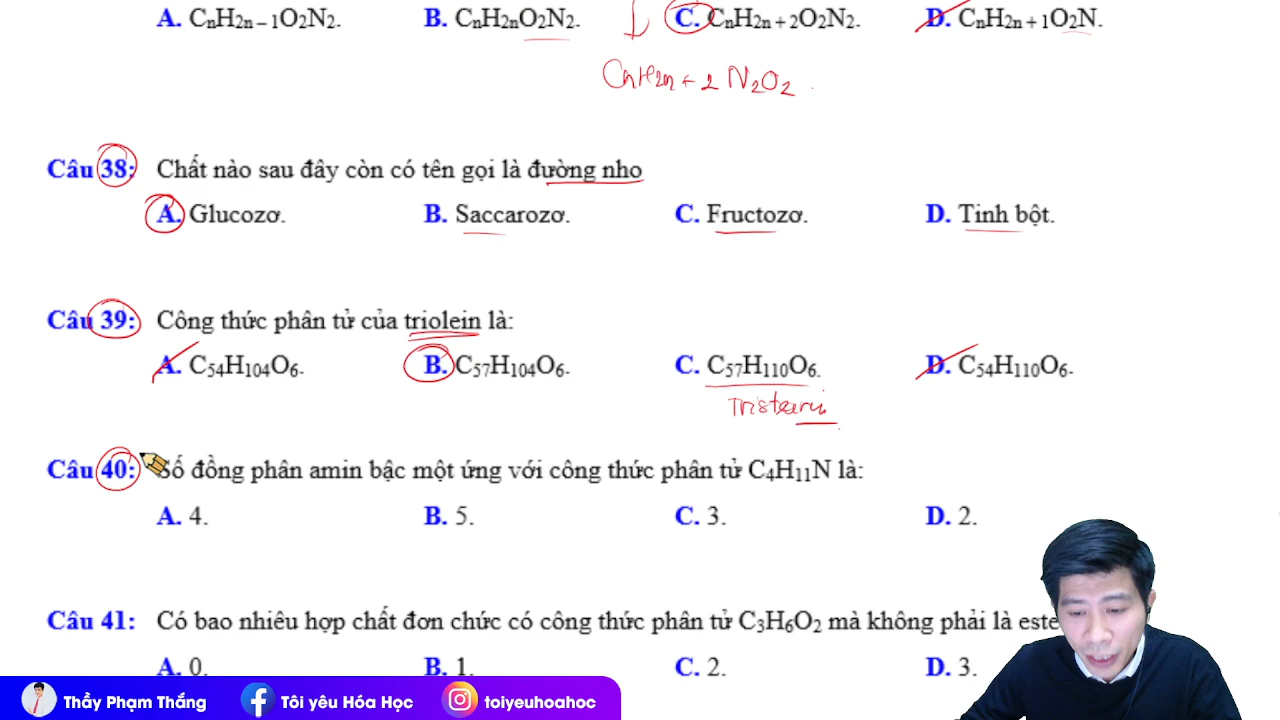 A. CnH2n – 1O2N2. B. CnH2nO2N2. C. CnH2n + 2O2N2. D. CnH2n + 1O2N.
CnH2n + 2 N2O2
Câu 38: Chất nào sau đây còn có tên gọi là đường nho
A. Glucozơ. B. Saccarozơ. C. Fructozơ. D. Tinh bột.
Câu 39: Công thức phân tử của triolein là:
A. C54H104O6. B. C57H104O6. C. C57H110O6. D. C54H110O6.
Câu 40: Số đồng phân amin bậc một ứng với công thức phân tử C4H11N là:
A. 4. B. 5. C. 3. D. 2.
Câu 41: Có bao nhiêu hợp chất đơn chức có công thức phân tử C3H6O2 mà không phải là este
A. 0. B. 1. C. 2. D. 3.
Thầy Phạm Thắng Tôi yêu Hóa Học toiyeuhoahoc